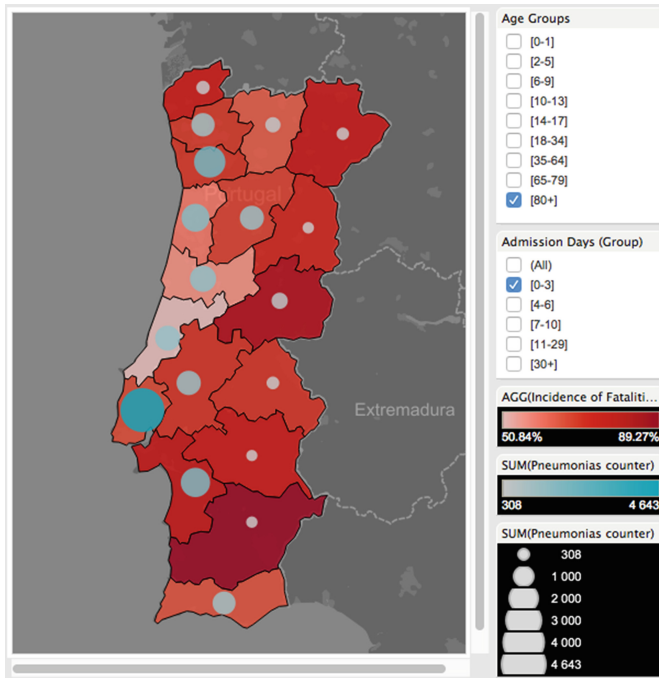 Portugal
Extremadura
Age Groups
[0-1]
[2-5]
[6-9]
[10-13]
[14-17]
[18-34]
[35-64]
[65-79]
[80+]
Admission Days (Group)
(All)
[0-3]
[4-6]
[7-10]
[11-29]
[30+]
AGG(Incidence of Fataliti...
50.84% 89.27%
SUM(Pneumonias counter)
308 4 643
SUM(Pneumonias counter)
308
1 000
2 000
3 000
4 000
4 643